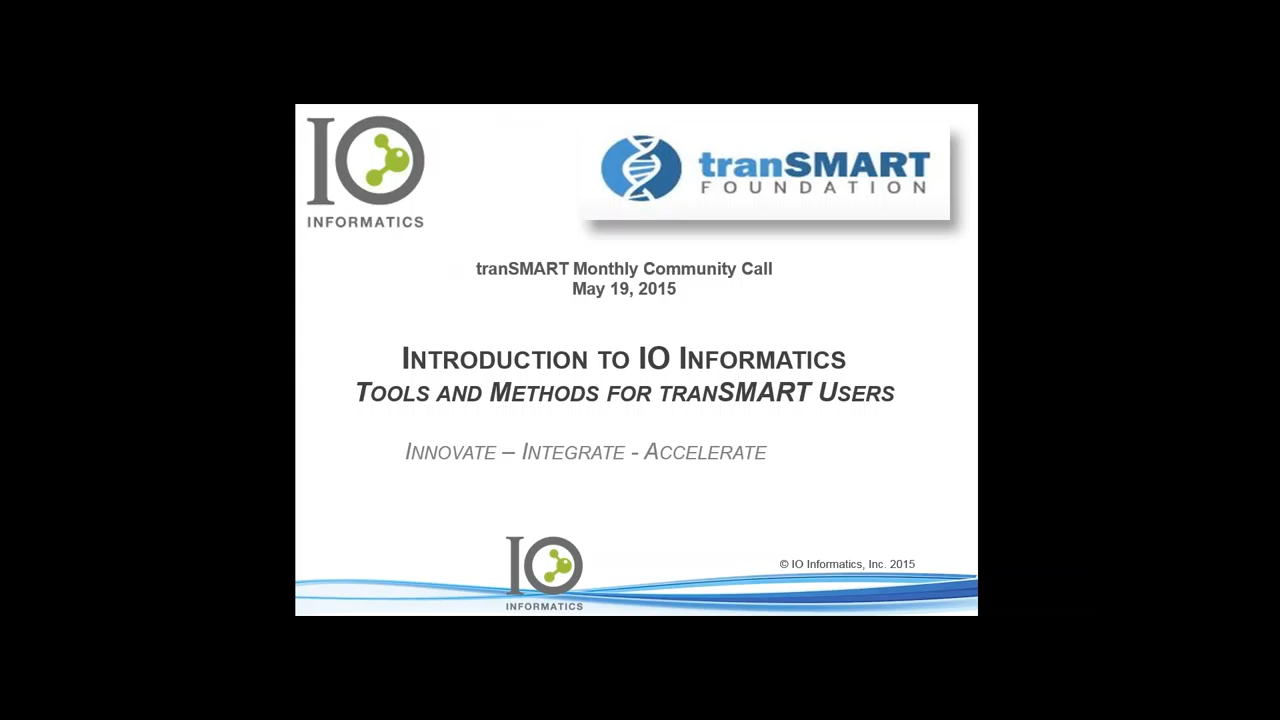 IO
INFORMATICS
tranSMART
FOUNDATION
tranSMART Monthly Community Call
May 19, 2015
INTRODUCTION TO IO INFORMATICS
TOOLS AND METHODS FOR TRANSMART USERS
INNOVATE – INTEGRATE - ACCELERATE
IO
INFORMATICS
© IO Informatics, Inc. 2015